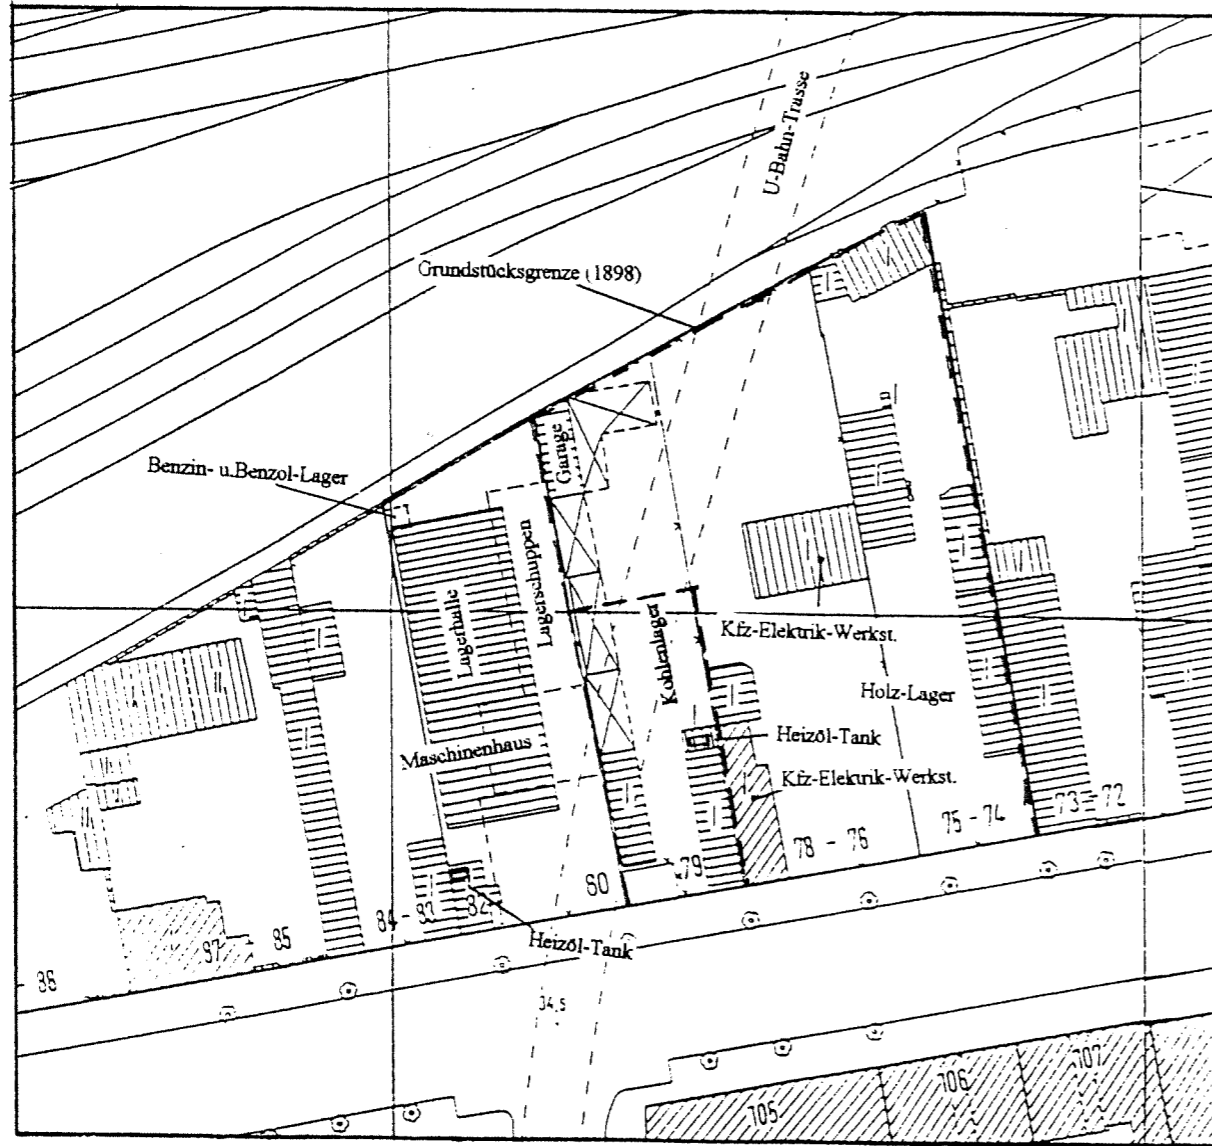 U-Bahn-Trasse
Grundstücksgrenze (1898)
Garage
Benzin- u.Benzol-Lager
Lagerschuppen
Lagerhalle
Kohlenlager
Kfz-Elektrik-Werkst.
Holz-Lager
Heizöl-Tank
Maschinenhaus
Kfz-Elektrik-Werkst.
73-72
75-74
78-76
79
80
82
84-83
85
87
88
Heizöl-Tank
34,5
107
106
105